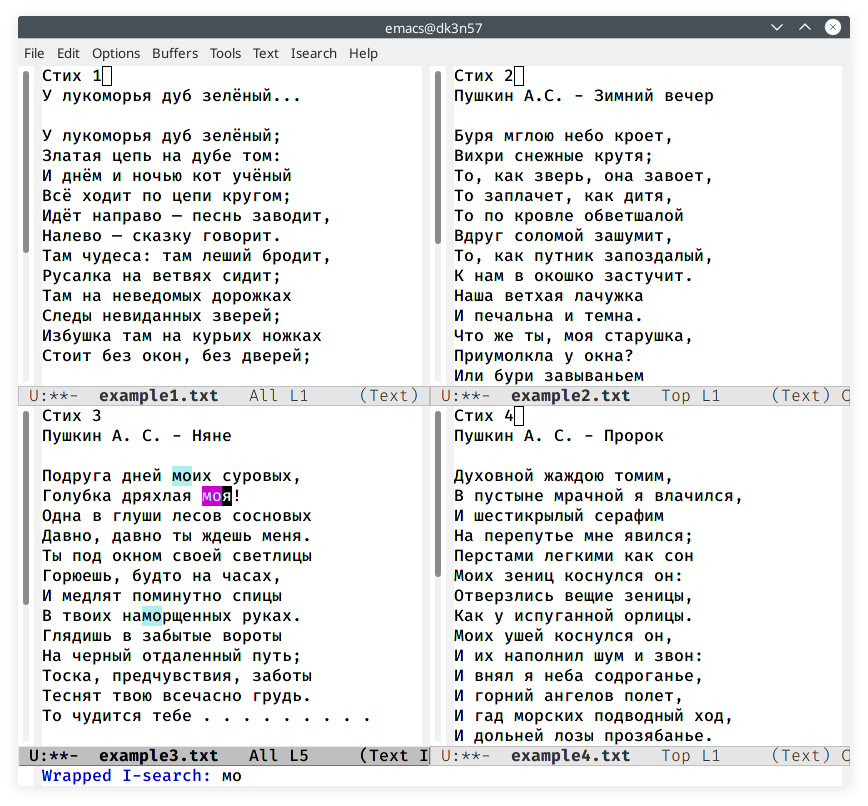 emacs@dk3n57
File Edit Options Buffers Tools Text Isearch Help
Стих 1
У лукоморья дуб зелёный...
У лукоморья дуб зелёный;
Златая цепь на дубе том:
И днём и ночью кот учёный
Всё ходит по цепи кругом;
Идёт направо — песнь заводит,
Налево — сказку говорит.
Там чудеса: там леший бродит,
Русалка на ветвях сидит;
Там на неведомых дорожках
Следы невиданных зверей;
Избушка там на курьих ножках
Стоит без окон, без дверей;
U:**-  example1.txt   All L1     (Text)
Стих 2
Пушкин А.С. - Зимний вечер
Буря мглою небо кроет,
Вихри снежные крутя;
То, как зверь, она завоет,
То заплачет, как дитя,
То по кровле обветшалой
Вдруг соломой зашумит,
То, как путник запоздалый,
К нам в окошко застучит.
Наша ветхая лачужка
И печальна и темна.
Что же ты, моя старушка,
Приумолкла у окна?
Или бури завываньем
U:**-  example2.txt   Top L1     (Text) C
Стих 3
Пушкин А. С. - Няне
Подруга дней моих суровых,
Голубка дряхлая моя!
Одна в глуши лесов сосновых
Давно, давно ты ждешь меня.
Ты под окном своей светлицы
Горюешь, будто на часах,
И медлят поминутно спицы
В твоих наморщенных руках.
Глядишь в забытые вороты
На черный отдаленный путь;
Тоска, предчувствия, заботы
Теснят твою всечасно грудь.
То чудится тебе . . . . . . . . .
U:**-  example3.txt   All L5     (Text I
Стих 4
Пушкин А. С. - Пророк
Духовной жаждою томим,
В пустыне мрачной я влачился,
И шестикрылый серафим
На перепутье мне явился;
Перстами легкими как сон
Моих зениц коснулся он:
Отверзлись вещие зеницы,
Как у испуганной орлицы.
Моих ушей коснулся он,
И их наполнил шум и звон:
И внял я неба содроганье,
И горний ангелов полет,
И гад морских подводный ход,
И дольней лозы прозябанье.
U:**-  example4.txt   Top L1     (Text) C
Wrapped I-search: мо